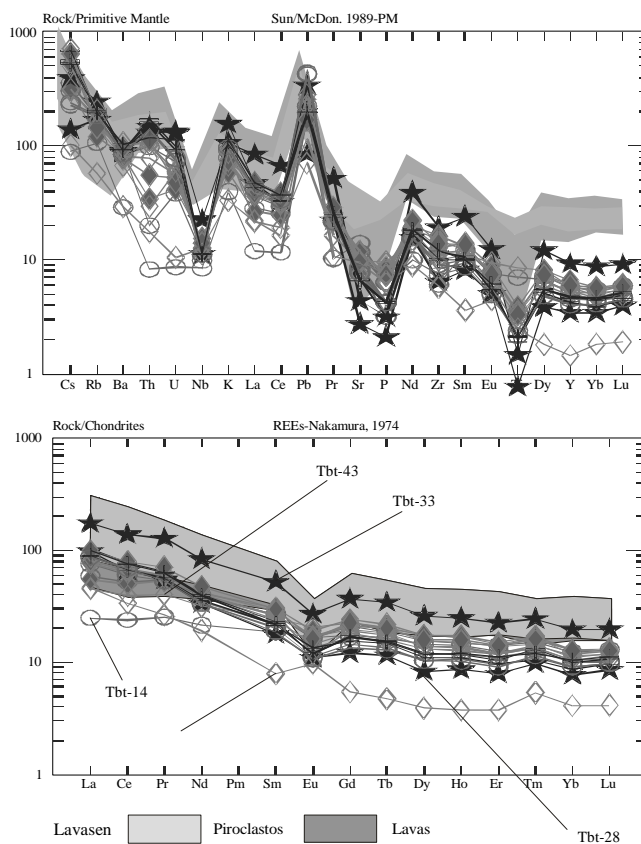 Rock/Primitive Mantle Sun/McDon. 1989-PM
1000
100
10
1
Cs Rb Ba Th U Nb K La Ce Pb Pr Sr P Nd Zr Sm Eu Dy Y Yb Lu
Rock/Chondrites REEs-Nakamura, 1974
1000
Tbt-43
Tbt-33
100
10
Tbt-14
1
La Ce Pr Nd Pm Sm Eu Gd Tb Dy Ho Er Tm Yb Lu
Lavasen Piroclastos Lavas
Tbt-28